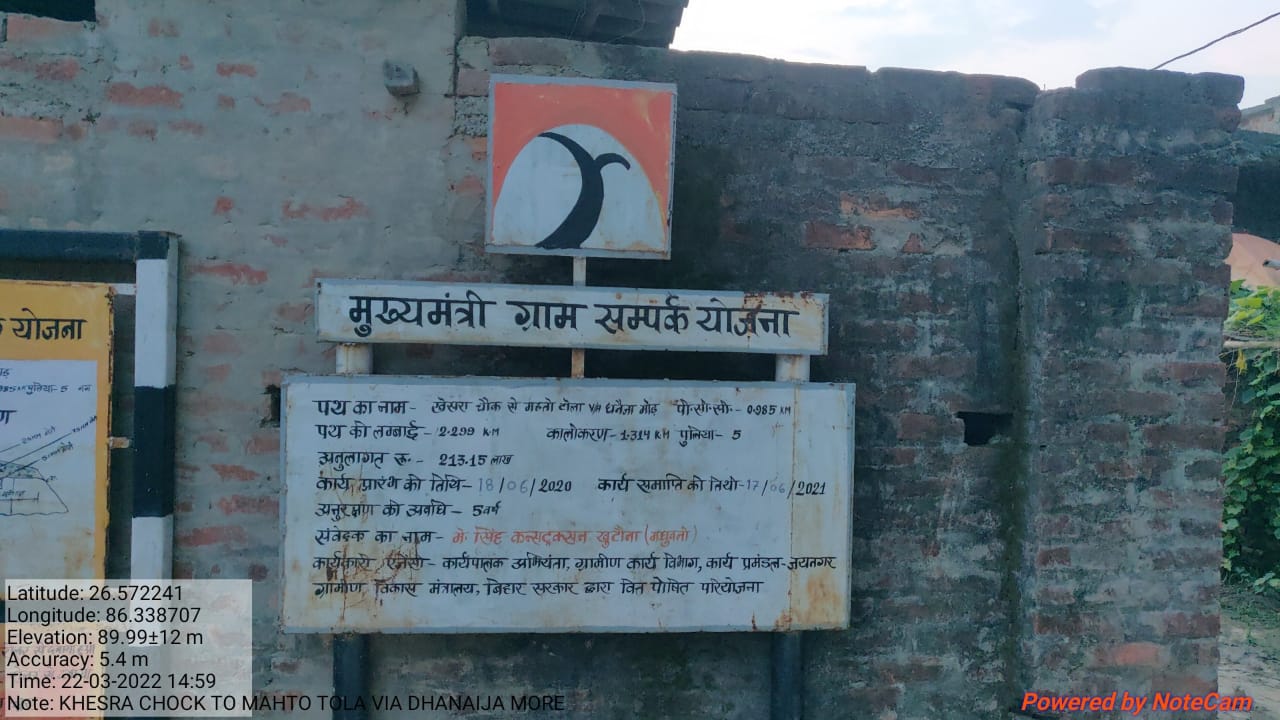 मुख्यमंत्री ग्राम सम्पर्क योजना
पथ का नाम- खेसरा चौक से महतो टोला via धनैजा मोड़ पी०सी०सी०- 0.985 KM
पथ की लम्बाई- 2.299 KM कालीकरण- 1.314 KM पुलिया- 5
अनुलागत रू.- 213.15 लाख
कार्य प्रारंभ की तिथि- 18/06/2020 कार्य समाप्ति की तिथी- 17/06/2021
अनुरक्षण की अवधि- 5 वर्ष
संवेदक का नाम- मे० सिंह कन्सट्रक्सन खुटौना (मधुबनी)
कार्यकारी एजेंसी- कार्यपालक अभियंता, ग्रामीण कार्य विभाग, कार्य प्रमंडल- जयनगर
ग्रामीण विकास मंत्रालय, बिहार सरकार द्वारा वित्त पोषित परियोजना
योजना
पुलिया- 5
Latitude: 26.572241
Longitude: 86.338707
Elevation: 89.99±12 m
Accuracy: 5.4 m
Time: 22-03-2022 14:59
Note: KHESRA CHOCK TO MAHTO TOLA VIA DHANAIJA MORE
Powered by NoteCam